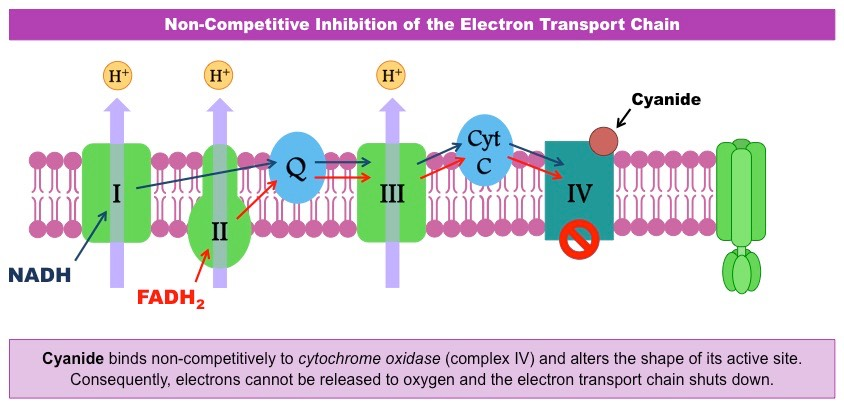 Non-Competitive Inhibition of the Electron Transport Chain
H⁺
H⁺
H⁺
Cyanide
I
II
Q
III
Cyt
C
IV
NADH
FADH₂
Cyanide binds non-competitively to cytochrome oxidase (complex IV) and alters the shape of its active site.
Consequently, electrons cannot be released to oxygen and the electron transport chain shuts down.